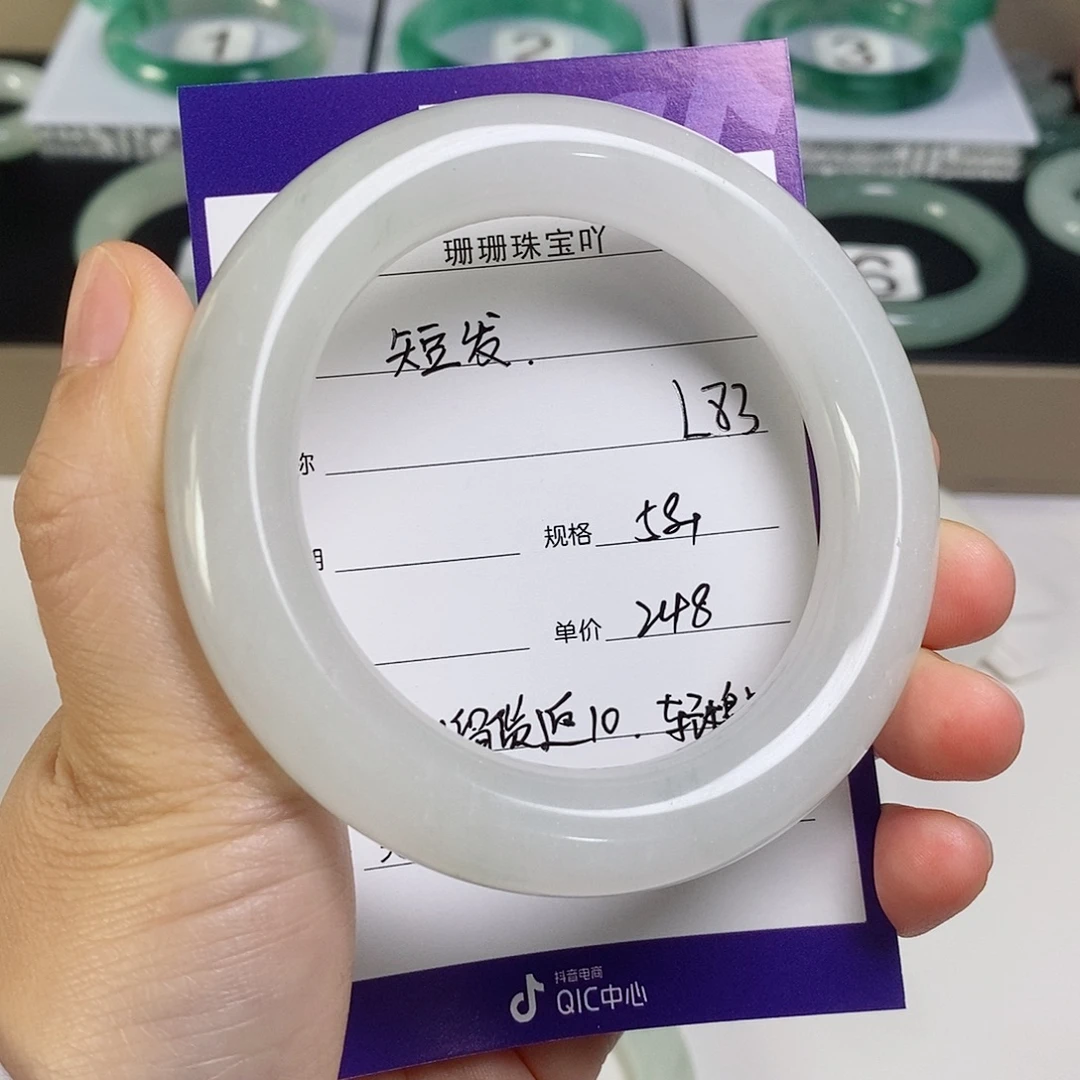 1
2
3
6
珊珊珠宝吖
短发.
L83
规格 58+
单价 248
返10.
抖音电商
QIC中心